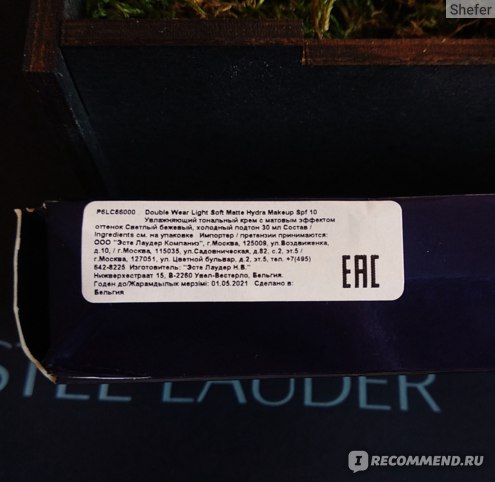 Shefer
P6LC86000 Double Wear Light Soft Matte Hydra Makeup Spf 10
Увлажняющий тональный крем с матовым эффектом
оттенок Светлый бежевый, холодный подтон 30 мл Состав /
Ingredients см. на упаковке Импортер / претензии принимаются:
ООО "Эсте Лаудер Компаниз", г.Москва, 125009, ул.Воздвиженка,
д.10, / г.Москва, 115035, ул.Садовническая, д.82, с.2, эт.5 /
г.Москва, 127051, ул. Цветной бульвар, д.2, эт.5, тел. +7(495)
642-8225 Изготовитель: "Эсте Лаудер Н.В."
Нижверхестраат 15, В-2260 Увел-Вестерло, Бельгия.
Годен до/Жарамдылық мерзімі: 01.05.2021 Сделано в:
Бельгия
EAC
STEE LAUDER
IRECOMMEND.RU